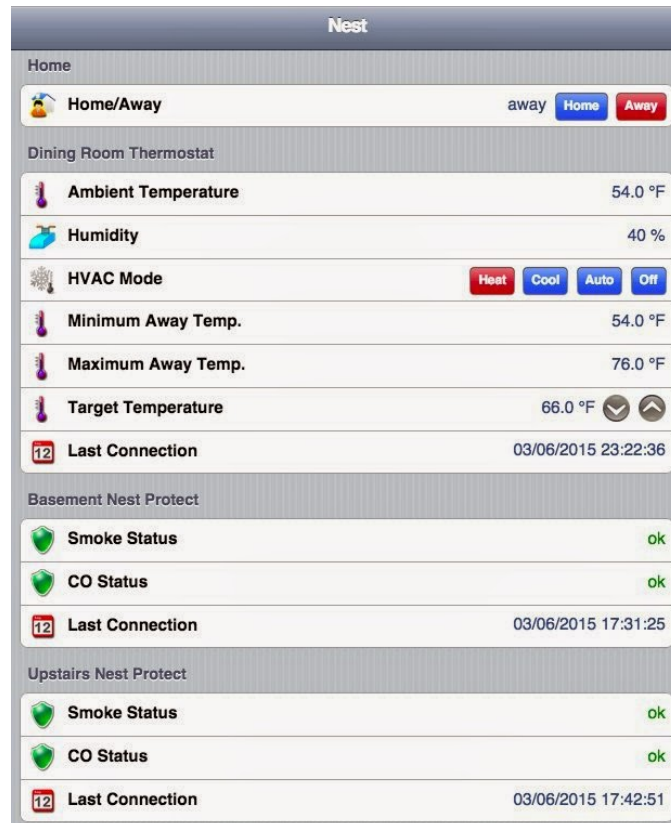 Nest
Home
Home/Away away Home Away
Dining Room Thermostat
Ambient Temperature 54.0 °F
Humidity 40 %
HVAC Mode Heat Cool Auto Off
Minimum Away Temp. 54.0 °F
Maximum Away Temp. 76.0 °F
Target Temperature 66.0 °F
12 Last Connection 03/06/2015 23:22:36
Basement Nest Protect
Smoke Status ok
CO Status ok
12 Last Connection 03/06/2015 17:31:25
Upstairs Nest Protect
Smoke Status ok
CO Status ok
12 Last Connection 03/06/2015 17:42:51